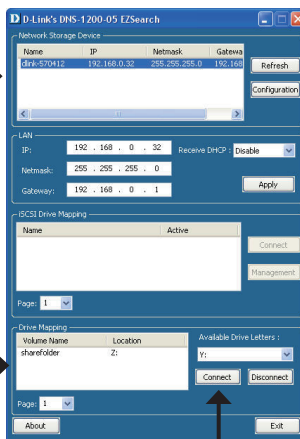 D-Link's DNS-1200-05 EZSearch
Network Storage Device
Name IP Netmask Gatewa
dlink-570412 192.168.0.32 255.255.255.0 192.168
Refresh
Configuration
LAN
IP: 192 . 168 . 0 . 32 Receive DHCP : Disable
Netmask: 255 . 255 . 255 . 0
Gateway: 192 . 168 . 0 . 1 Apply
iSCSI Drive Mapping
Name Active
Connect
Management
Page: 1
Drive Mapping
Volume Name Location Available Drive Letters :
sharefolder Z: Y:
Connect Disconnect
Page: 1
About Exit